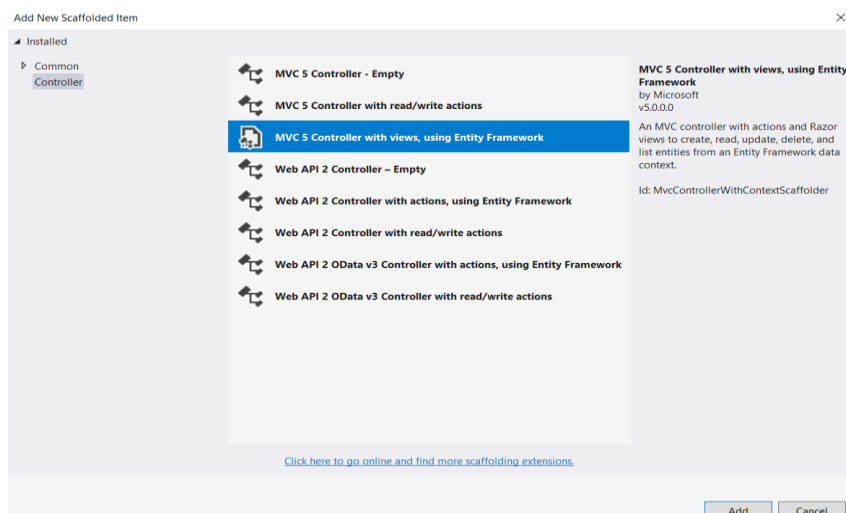 Add New Scaffolded Item
Installed
Common
Controller
MVC 5 Controller - Empty
MVC 5 Controller with read/write actions
MVC 5 Controller with views, using Entity Framework
Web API 2 Controller – Empty
Web API 2 Controller with actions, using Entity Framework
Web API 2 Controller with read/write actions
Web API 2 OData v3 Controller with actions, using Entity Framework
Web API 2 OData v3 Controller with read/write actions
Click here to go online and find more scaffolding extensions.
MVC 5 Controller with views, using Entity
Framework
by Microsoft
v5.0.0.0
An MVC controller with actions and Razor
views to create, read, update, delete, and
list entities from an Entity Framework data
context.
Id: MvcControllerWithContextScaffolder
Add
Cancel